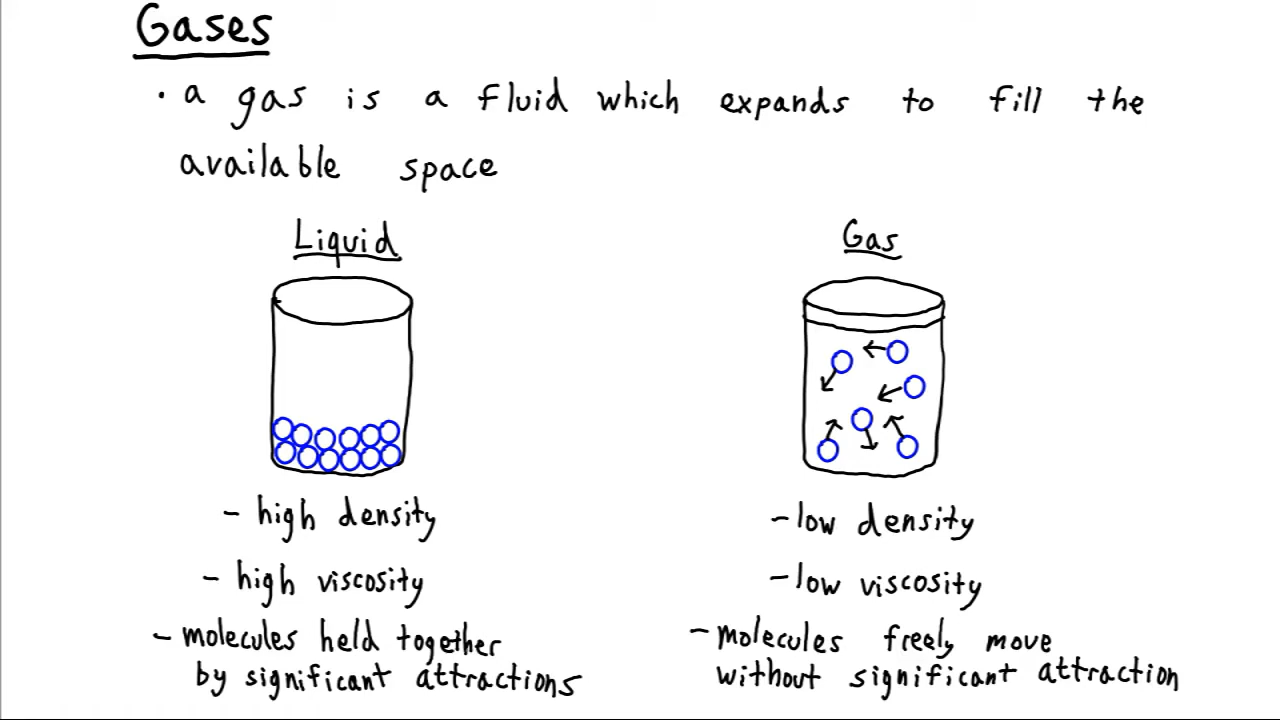 Gases
· a gas is a fluid which expands to fill the
available space
Liquid
- high density
- high viscosity
- molecules held together
by significant attractions
Gas
- low density
- low viscosity
- molecules freely move
without significant attraction